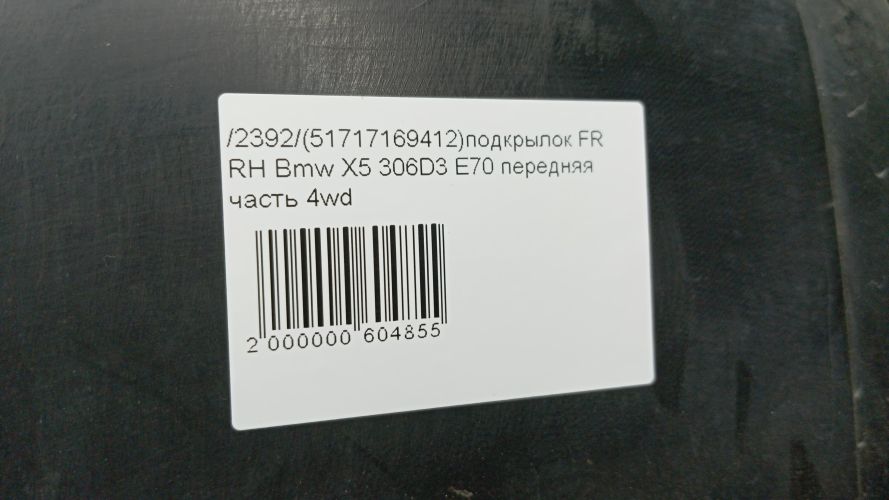 /2392/(51717169412)подкрылок FR
RH Bmw X5 306D3 E70 передняя
часть 4wd
2 000000 604855